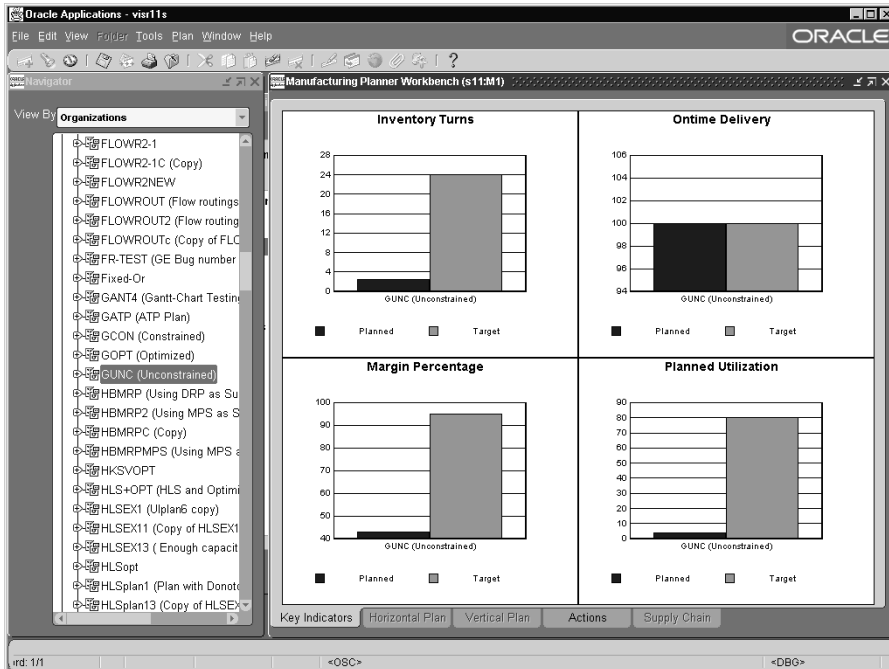 Oracle Applications - visr11s
File Edit View Folder Tools Plan Window Help
ORACLE
Navigator
View By Organizations
FLOWR2-1
FLOWR2-1C (Copy)
FLOWR2NEW
FLOWROUT (Flow routings
FLOWROUT2 (Flow routing
FLOWROUTc (Copy of FLO
FR-TEST (GE Bug number
Fixed-Or
GANT4 (Gantt-Chart Testin
GATP (ATP Plan)
GCON (Constrained)
GOPT (Optimized)
GUNC (Unconstrained)
HBMRP (Using DRP as Su
HBMRP2 (Using MPS as S
HBMRPC (Copy)
HBMRPMPS (Using MPS a
HKSVOPT
HLS+OPT (HLS and Optimi
HLSEX1 (Ulplan6 copy)
HLSEX11 (Copy of HLSEX1
HLSEX13 ( Enough capacit
HLSopt
HLSplan1 (Plan with Donoto
HLSplan13 (Copy of HLSEX
Manufacturing Planner Workbench (s11:M1)
Inventory Turns
28
24
20
16
12
8
4
0
GUNC (Unconstrained)
Planned Target
Ontime Delivery
106
104
102
100
98
96
94
GUNC (Unconstrained)
Planned Target
Margin Percentage
100
90
80
70
60
50
40
GUNC (Unconstrained)
Planned Target
Planned Utilization
90
80
70
60
50
40
30
20
10
0
GUNC (Unconstrained)
Planned Target
Key Indicators Horizontal Plan Vertical Plan Actions Supply Chain
ord: 1/1 <OSC> <DBG>